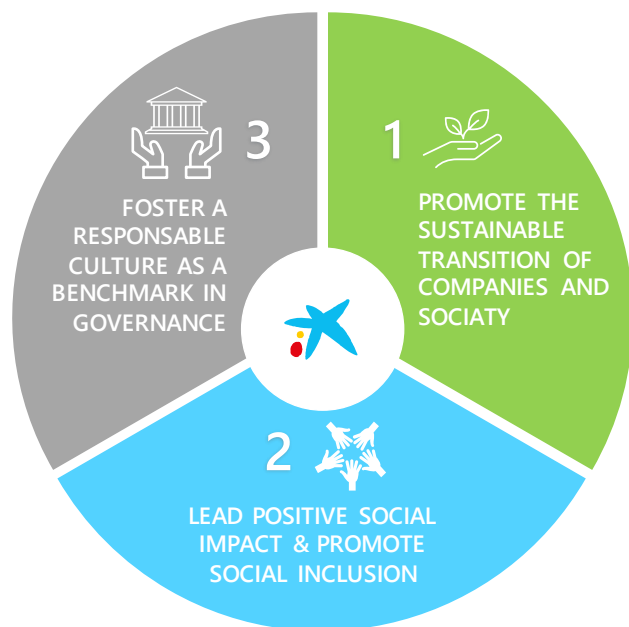 1
PROMOTE THE
SUSTAINABLE
TRANSITION OF
COMPANIES AND
SOCIATY
2
LEAD POSITIVE SOCIAL
IMPACT & PROMOTE
SOCIAL INCLUSION
3
FOSTER A
RESPONSABLE
CULTURE AS A
BENCHMARK IN
GOVERNANCE